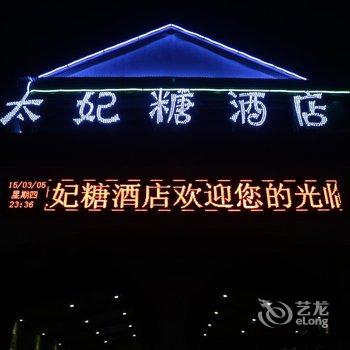 太妃糖酒店
15/03/05
星期四
23:36
妃糖酒店欢迎您的光临
艺龙
eLong